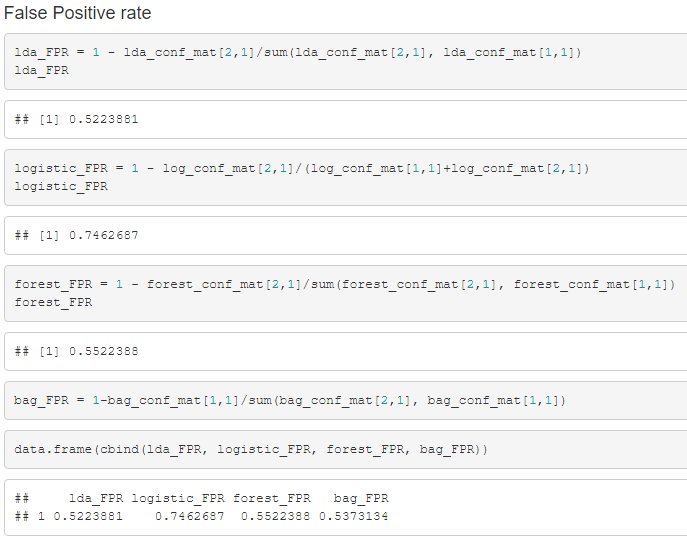 False Positive rate
lda_FPR = 1 - lda_conf_mat[2,1]/sum(lda_conf_mat[2,1], lda_conf_mat[1,1])
lda_FPR
## [1] 0.5223881
logistic_FPR = 1 - log_conf_mat[2,1]/(log_conf_mat[1,1]+log_conf_mat[2,1])
logistic_FPR
## [1] 0.7462687
forest_FPR = 1 - forest_conf_mat[2,1]/sum(forest_conf_mat[2,1], forest_conf_mat[1,1])
forest_FPR
## [1] 0.5522388
bag_FPR = 1-bag_conf_mat[1,1]/sum(bag_conf_mat[2,1], bag_conf_mat[1,1])
data.frame(cbind(lda_FPR, logistic_FPR, forest_FPR, bag_FPR))
##     lda_FPR logistic_FPR forest_FPR   bag_FPR
## 1 0.5223881    0.7462687  0.5522388 0.5373134